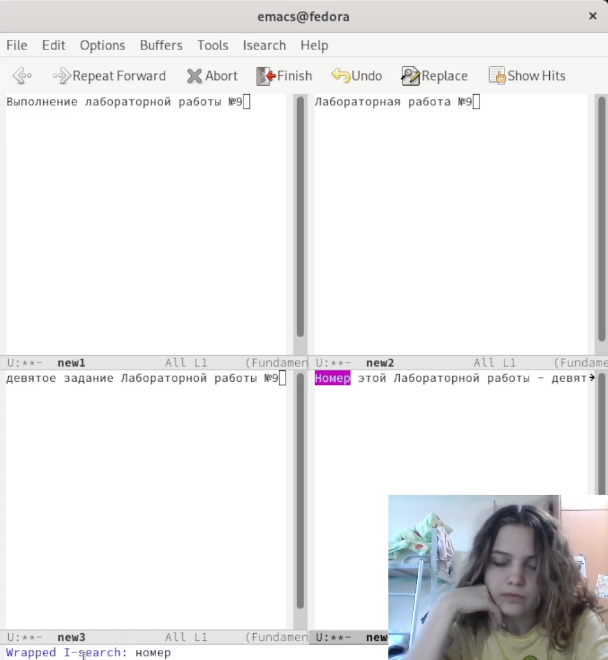 emacs@fedora ×
File Edit Options Buffers Tools Isearch Help
Repeat Forward Abort Finish Undo Replace Show Hits
Выполнение лабораторной работы №9
Лабораторная работа №9
U:**- new1 All L1 (Fundamen
U:**- new2 All L1 (Fundame
девятое задание Лабораторной работы №9
Номер этой Лабораторной работы - девят
U:**- new3 All L1 (Fundamen
U:**- new
Wrapped I-search: номер